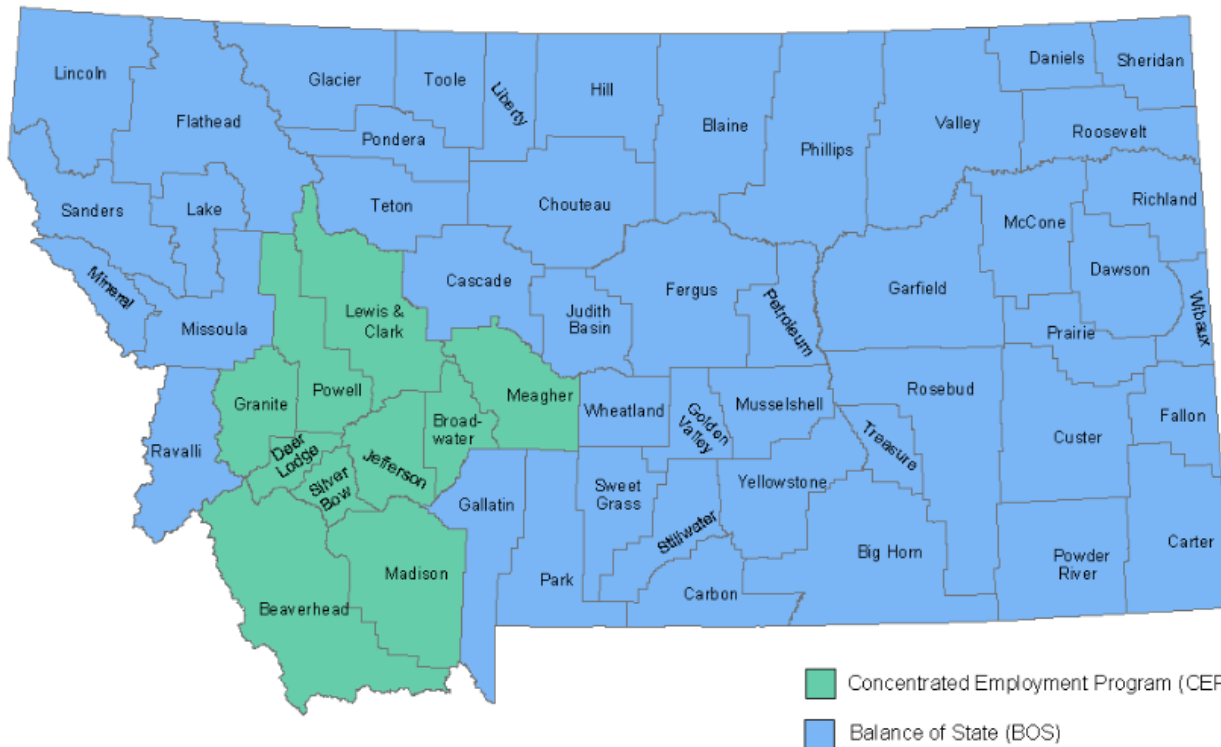 Lincoln
Flathead
Glacier
Toole
Liberty
Hill
Blaine
Phillips
Valley
Daniels
Sheridan
Roosevelt
Pondera
Teton
Chouteau
Sanders
Lake
Richland
McCone
Dawson
Mineral
Missoula
Lewis &
Clark
Cascade
Judith
Basin
Fergus
Petroleum
Garfield
Prairie
Wibaux
Granite
Powell
Meagher
Broad-
water
Wheatland
Golden
Valley
Musselshell
Rosebud
Treasure
Custer
Fallon
Ravalli
Deer
Lodge
Silver
Bow
Jefferson
Gallatin
Sweet
Grass
Stillwater
Yellowstone
Big Horn
Powder
River
Carter
Madison
Beaverhead
Park
Carbon
Concentrated Employment Program (CEP
Balance of State (BOS)